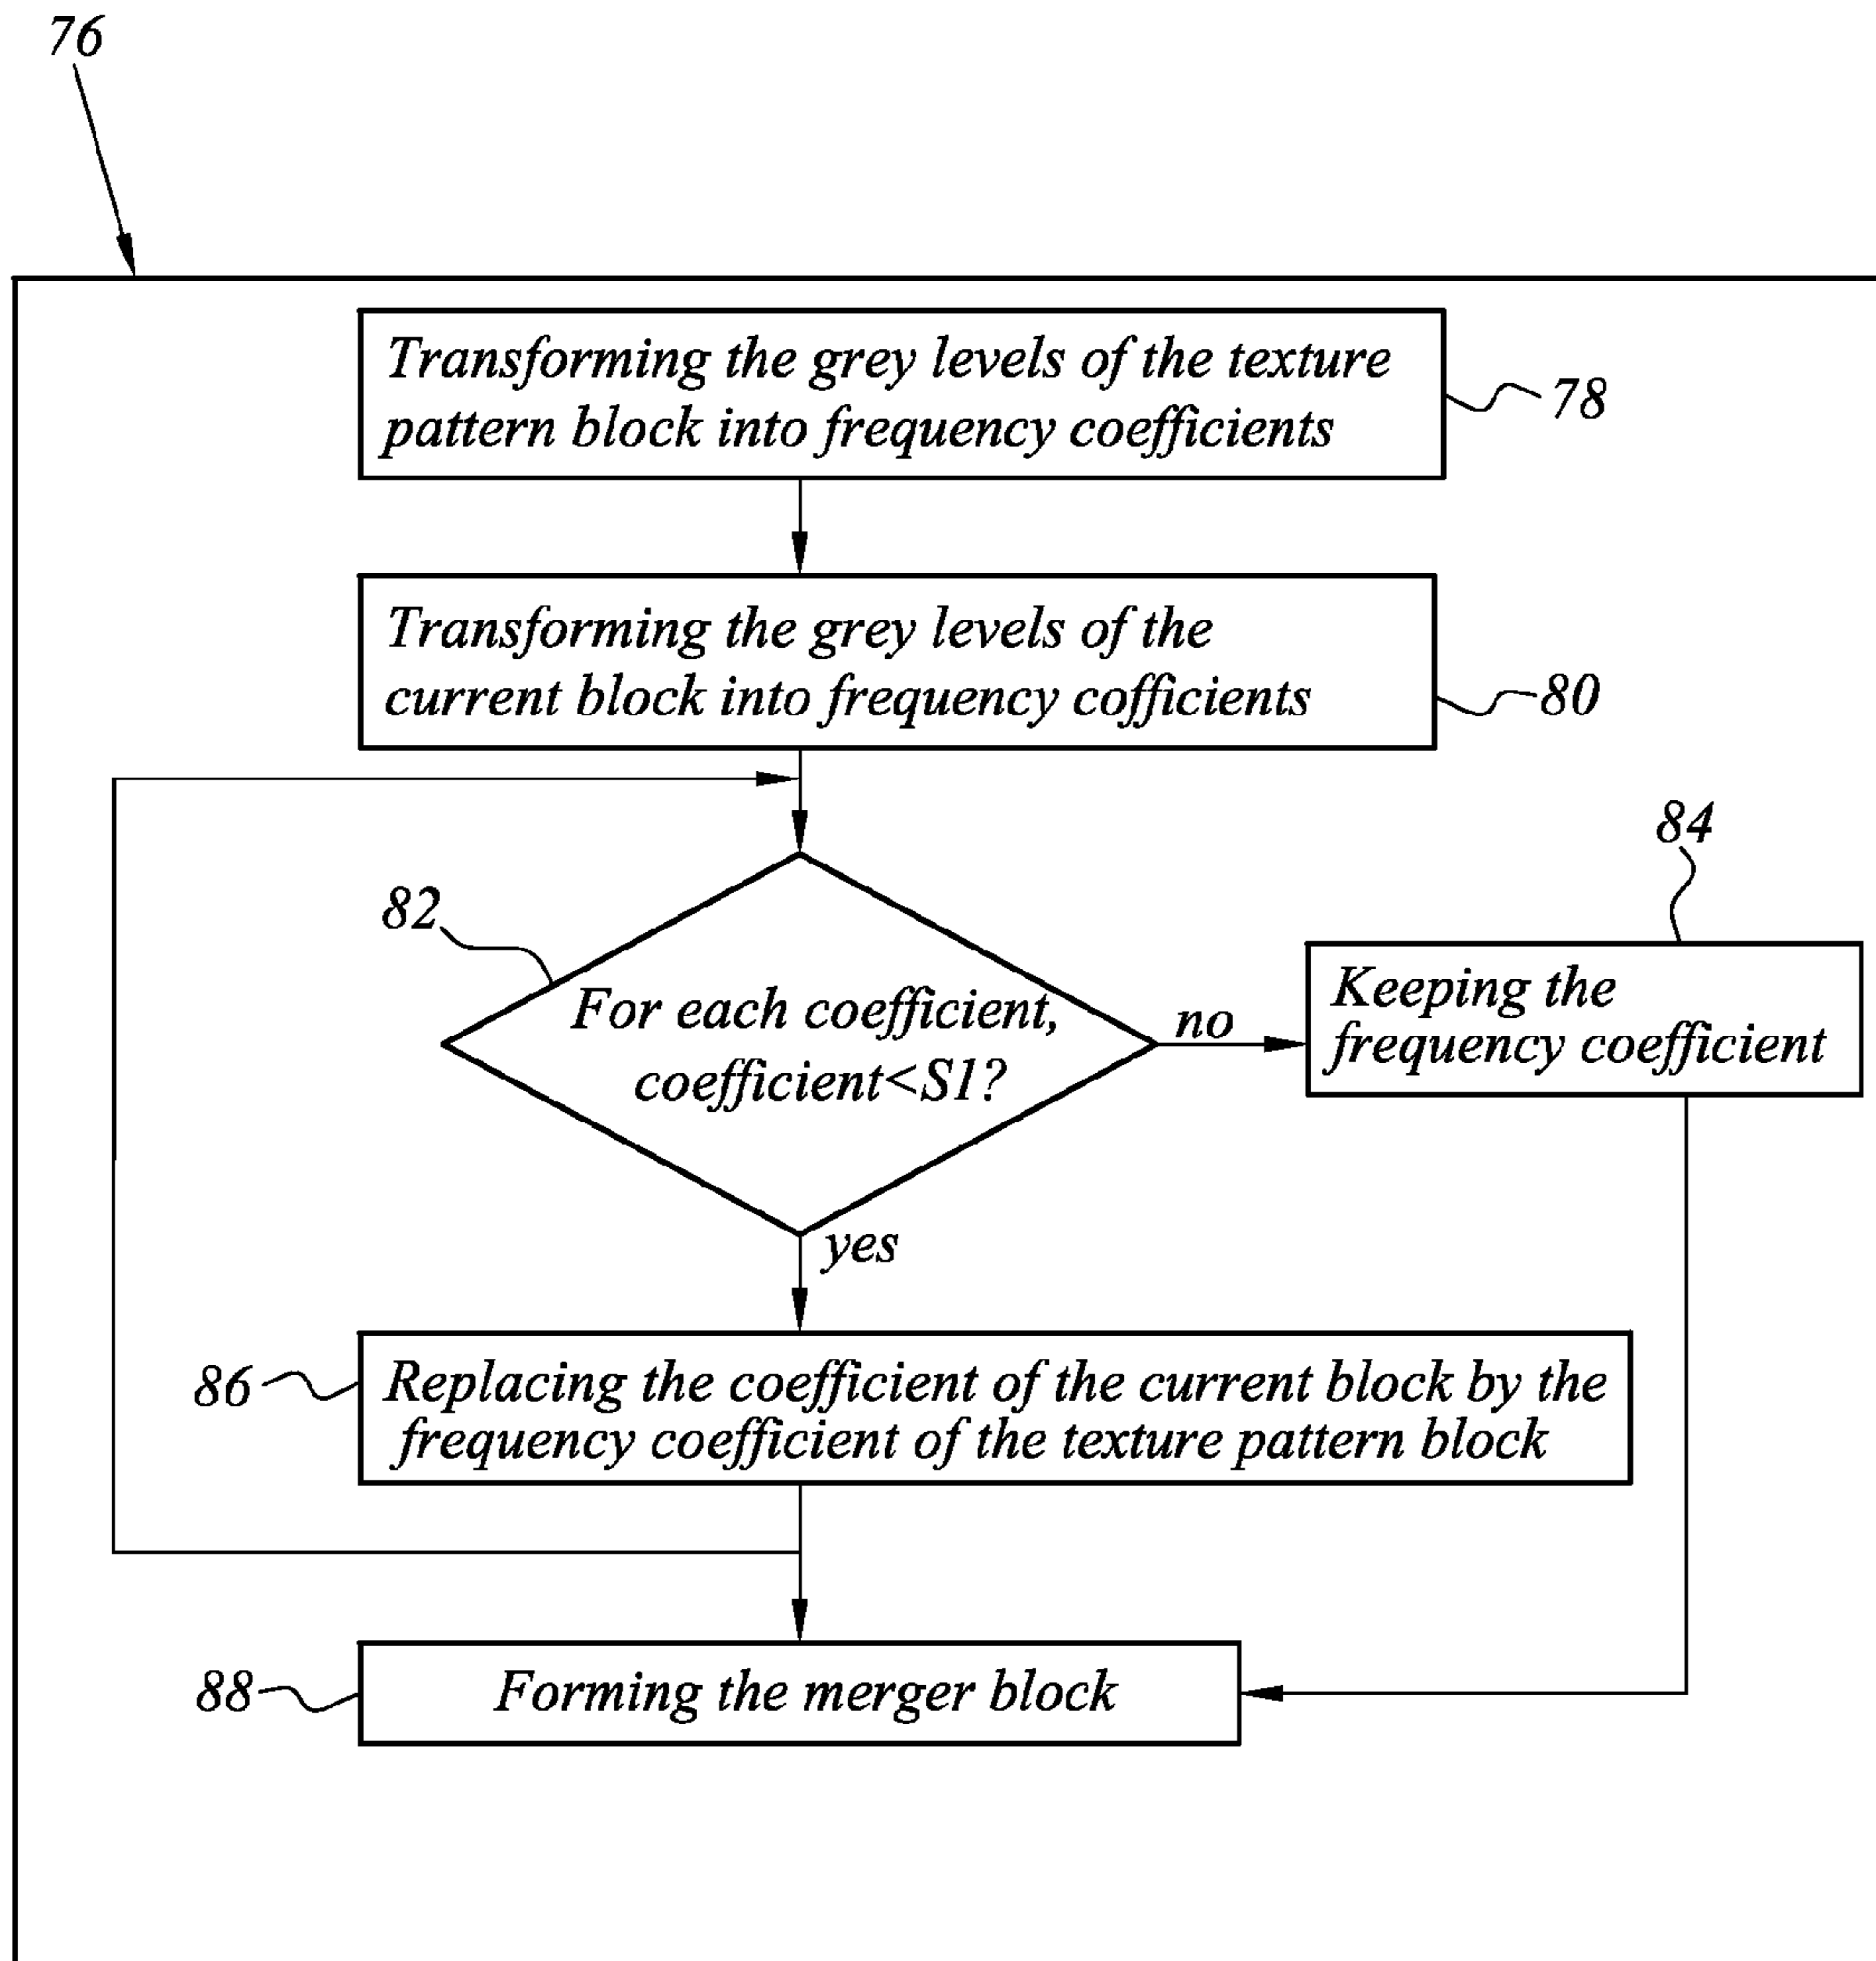 76
Transforming the grey levels of the texture
pattern block into frequency coefficients
78
Transforming the grey levels of the
current block into frequency cofficients
80
84
82
For each coefficient,
coefficient<S1?
no
Keeping the
frequency coefficient
yes
86
Replacing the coefficient of the current block by the
frequency coefficient of the texture pattern block
88
Forming the merger block